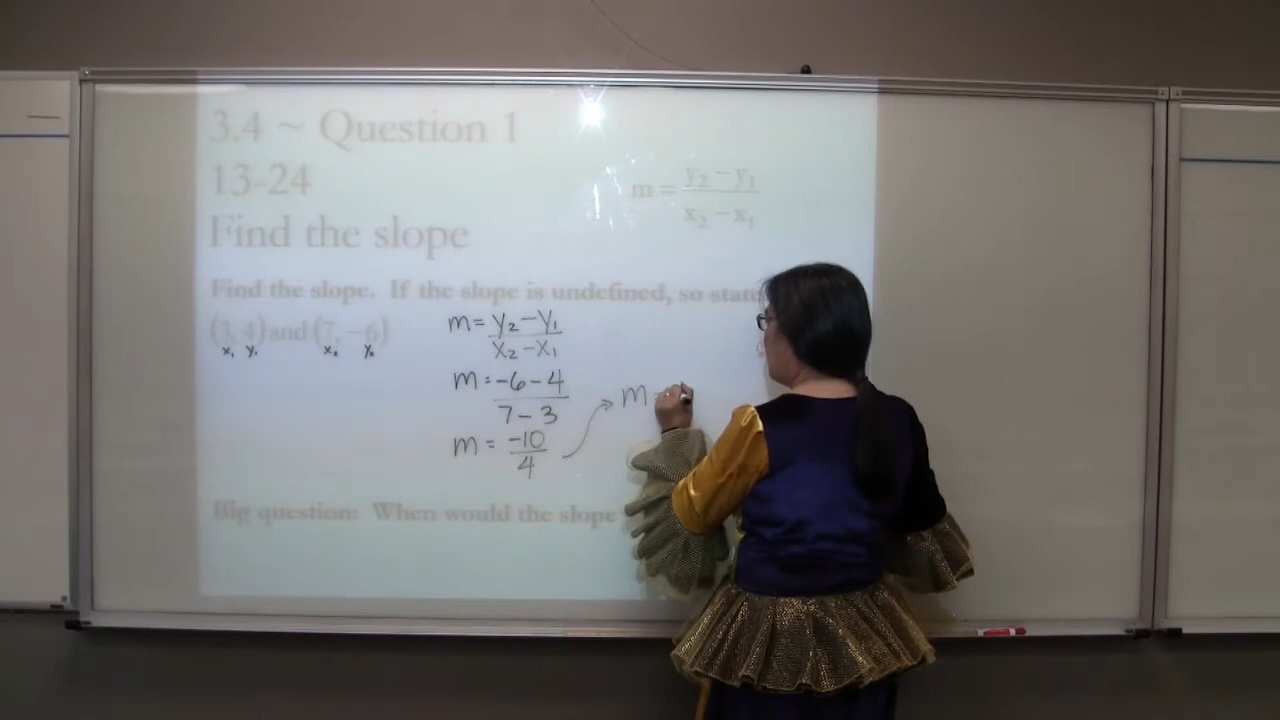 3.4 ~ Question 1
13-24
Find the slope
m = y₂ − y₁ / x₂ − x₁
Find the slope. If the slope is undefined, so state
(3, 4) and (7, −6)
x₁ y₁ x₂ y₂
m = y₂ − y₁ / x₂ − x₁
m = −6 − 4 / 7 − 3
m = −10 / 4
m =
Big question: When would the slope